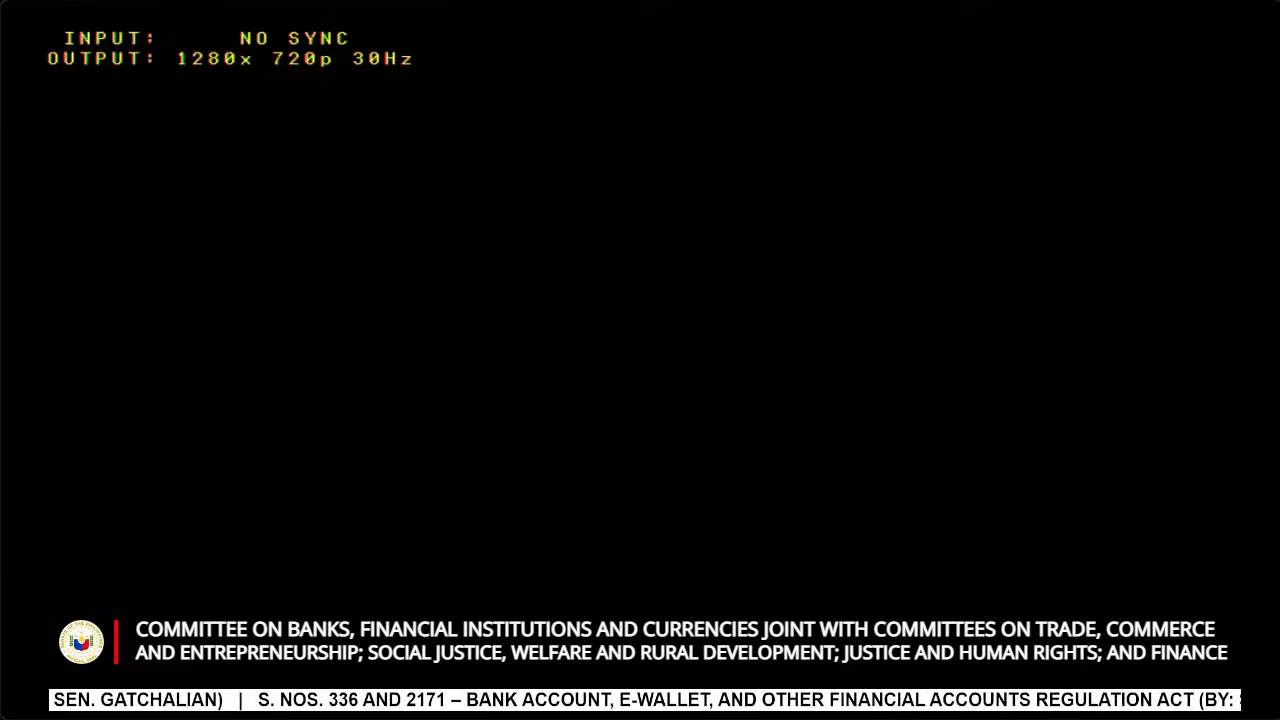 INPUT: NO SYNC
OUTPUT: 1280x 720p 30Hz
COMMITTEE ON BANKS, FINANCIAL INSTITUTIONS AND CURRENCIES JOINT WITH COMMITTEES ON TRADE, COMMERCE
AND ENTREPRENEURSHIP; SOCIAL JUSTICE, WELFARE AND RURAL DEVELOPMENT; JUSTICE AND HUMAN RIGHTS; AND FINANCE
SEN. GATCHALIAN) | S. NOS. 336 AND 2171 – BANK ACCOUNT, E-WALLET, AND OTHER FINANCIAL ACCOUNTS REGULATION ACT (BY: